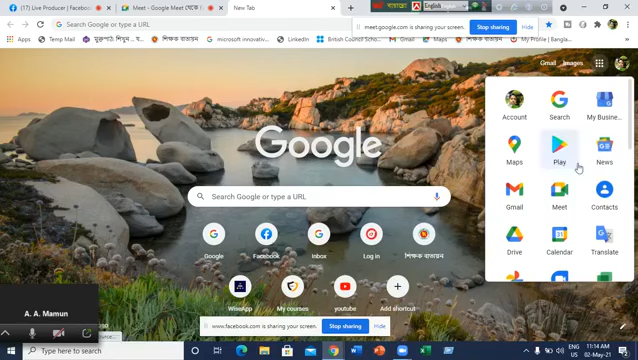 Live Producer | Faceb
Meet - Google Meet থেকে
New Tab
English
Search Google or type a URL
meet.google.com is sharing your screen.
Stop sharing
Hide
Apps
Temp Mail
শিক্ষক বাতায়ন
microsoft innovativ...
LinkedIn
British Council Scho...
Gmail
Maps
শিক্ষক বাতায়ন
My Profile | Bangla...
Gmail
Images
Account
Search
My Busine...
Maps
Play
News
Gmail
Meet
Contacts
Drive
Calendar
Translate
Google
Search Google or type a URL
Google
Facebook
Inbox
Log in
শিক্ষক বাতায়ন
WiseApp
My courses
youtube
Add shortcut
A. A. Mamun
www.facebook.com is sharing your screen.
Stop sharing
Hide
Type here to search
ENG
11:14 AM
02-May-21